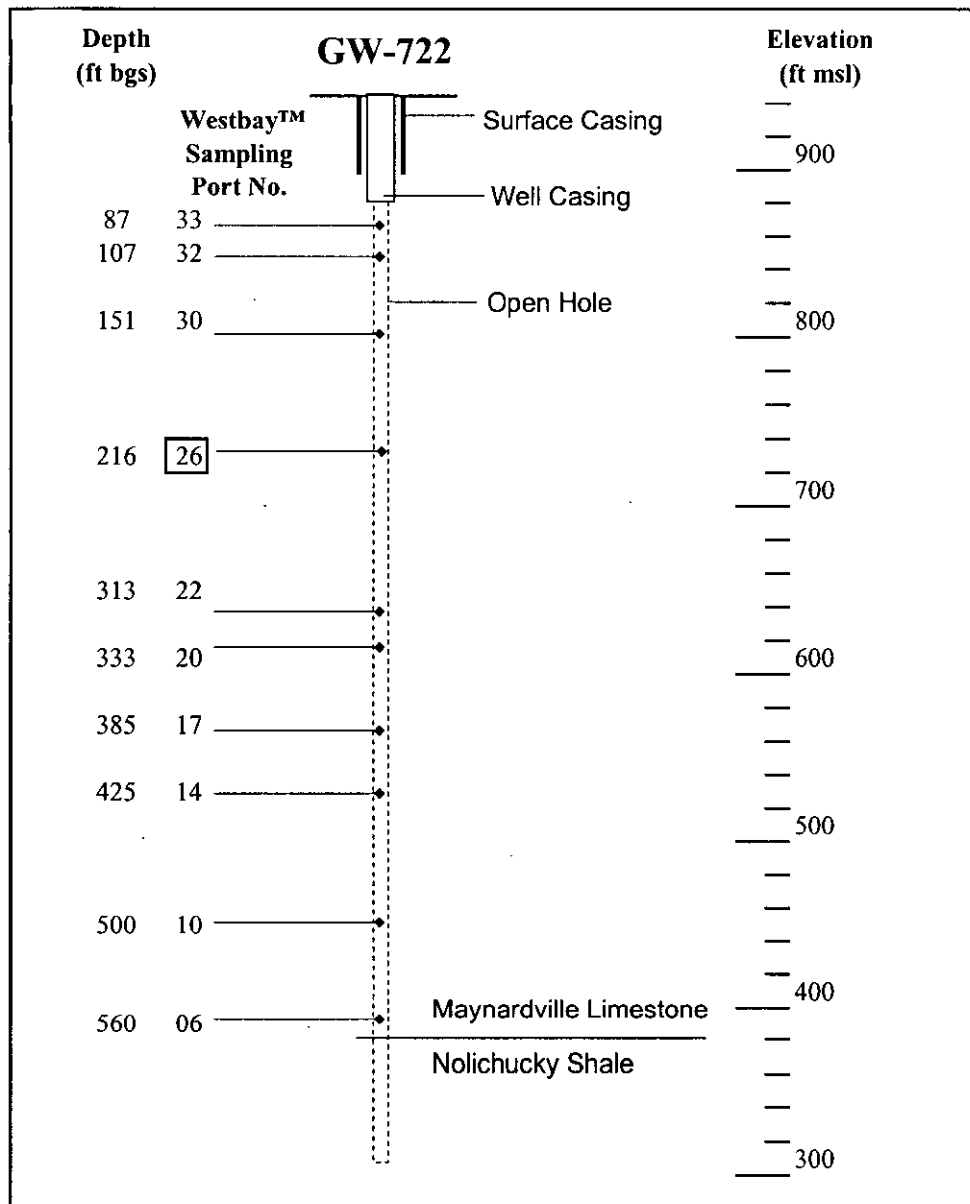 Depth
(ft bgs)
GW-722
Elevation
(ft msl)
Westbay™
Sampling
Port No.
Surface Casing
Well Casing
Open Hole
87 33
107 32
151 30
216 26
313 22
333 20
385 17
425 14
500 10
560 06
Maynardville Limestone
Nolichucky Shale
900
800
700
600
500
400
300